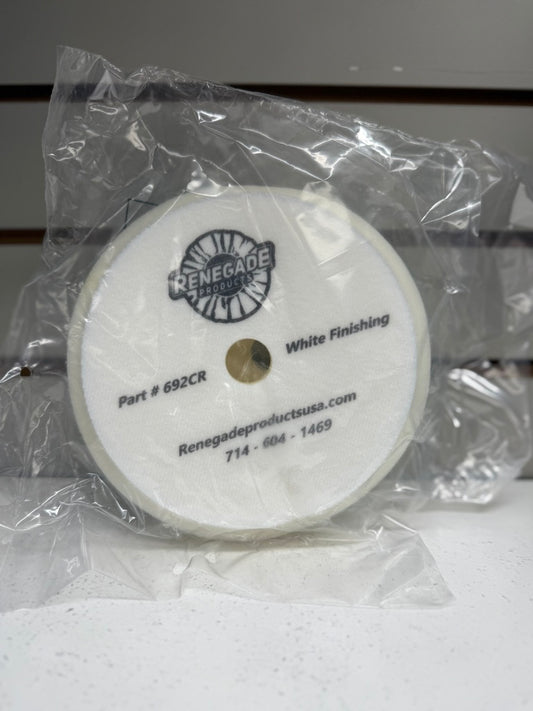 RENEGADE
PRODUCTS
Part # 692CR
White Finishing
Renegadeproductsusa.com
714 - 604 - 1469